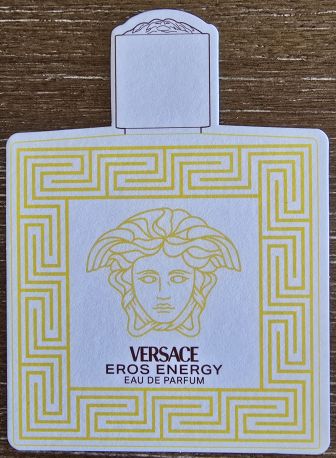 VERSACE
EROS ENERGY
EAU DE PARFUM